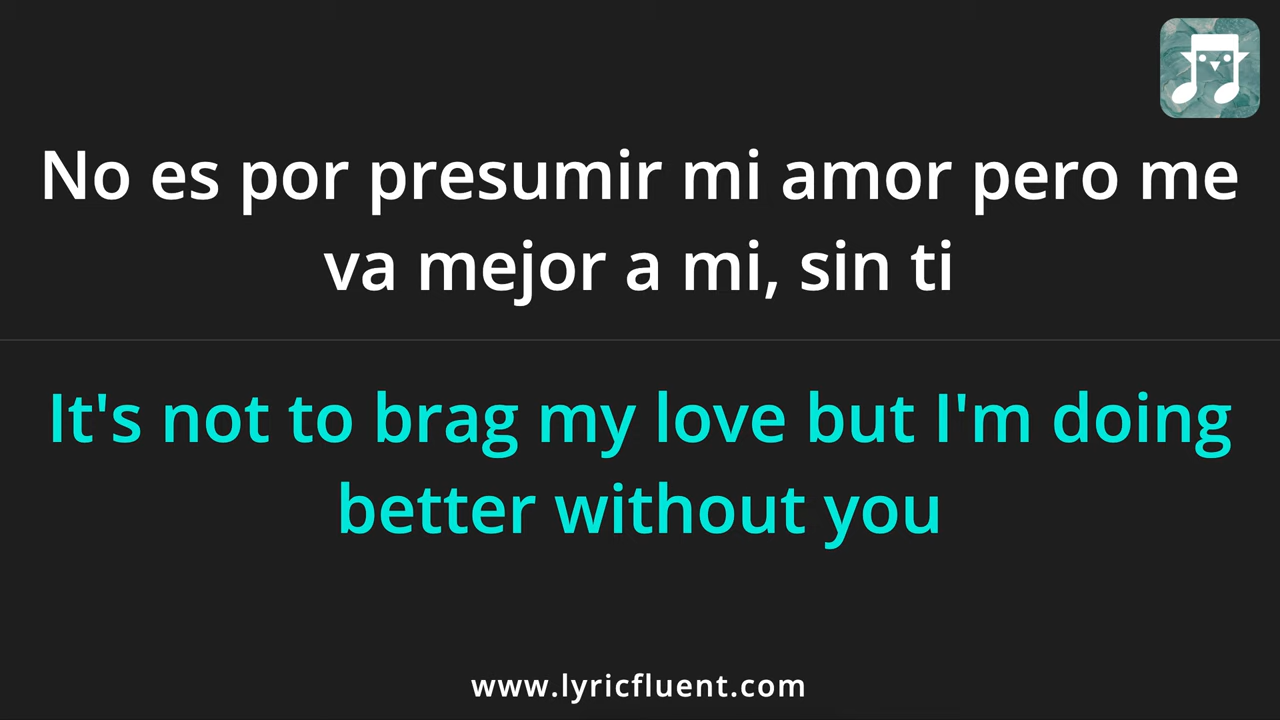 No es por presumir mi amor pero me
va mejor a mi, sin ti
It's not to brag my love but I'm doing
better without you
www.lyricfluent.com